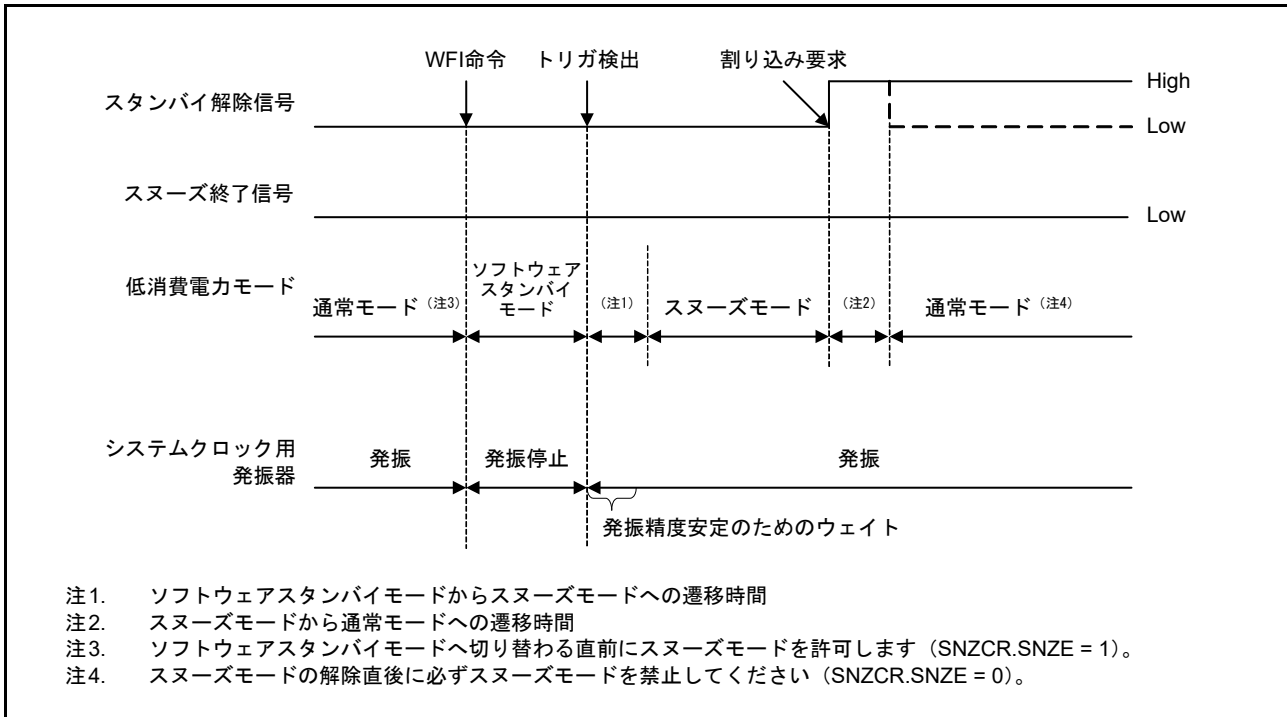 WFI命令 トリガ検出 割り込み要求
スタンバイ解除信号
High
Low
スヌーズ終了信号
Low
低消費電力モード
通常モード（注3）
ソフトウェア
スタンバイ
モード
（注1）
スヌーズモード
（注2）
通常モード（注4）
システムクロック用
発振器
発振
発振停止
発振
発振精度安定のためのウェイト
注1. ソフトウェアスタンバイモードからスヌーズモードへの遷移時間
注2. スヌーズモードから通常モードへの遷移時間
注3. ソフトウェアスタンバイモードへ切り替わる直前にスヌーズモードを許可します（SNZCR.SNZE = 1）。
注4. スヌーズモードの解除直後に必ずスヌーズモードを禁止してください（SNZCR.SNZE = 0）。